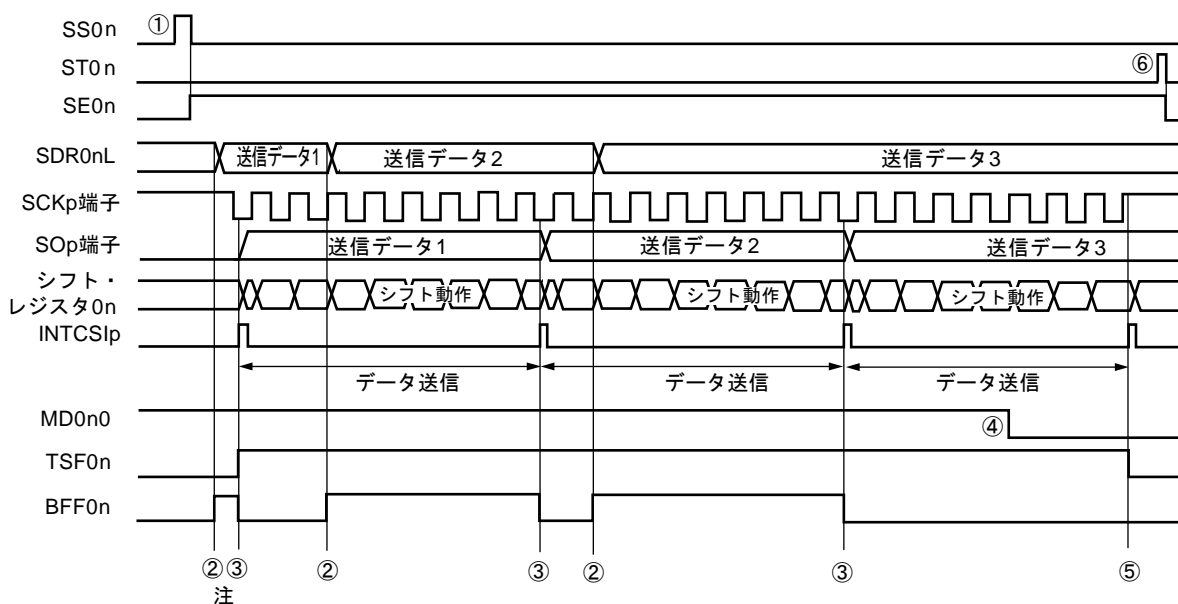 SS0n ①
ST0n ⑥
SE0n
SDR0nL 送信データ1 送信データ2 送信データ3
SCKp端子
SOp端子 送信データ1 送信データ2 送信データ3
シフト・
レジスタ0n シフト動作 シフト動作 シフト動作
INTCSIp
データ送信 データ送信 データ送信
MD0n0 ④
TSF0n
BFF0n
② ③ ② ③ ② ③ ⑤
注